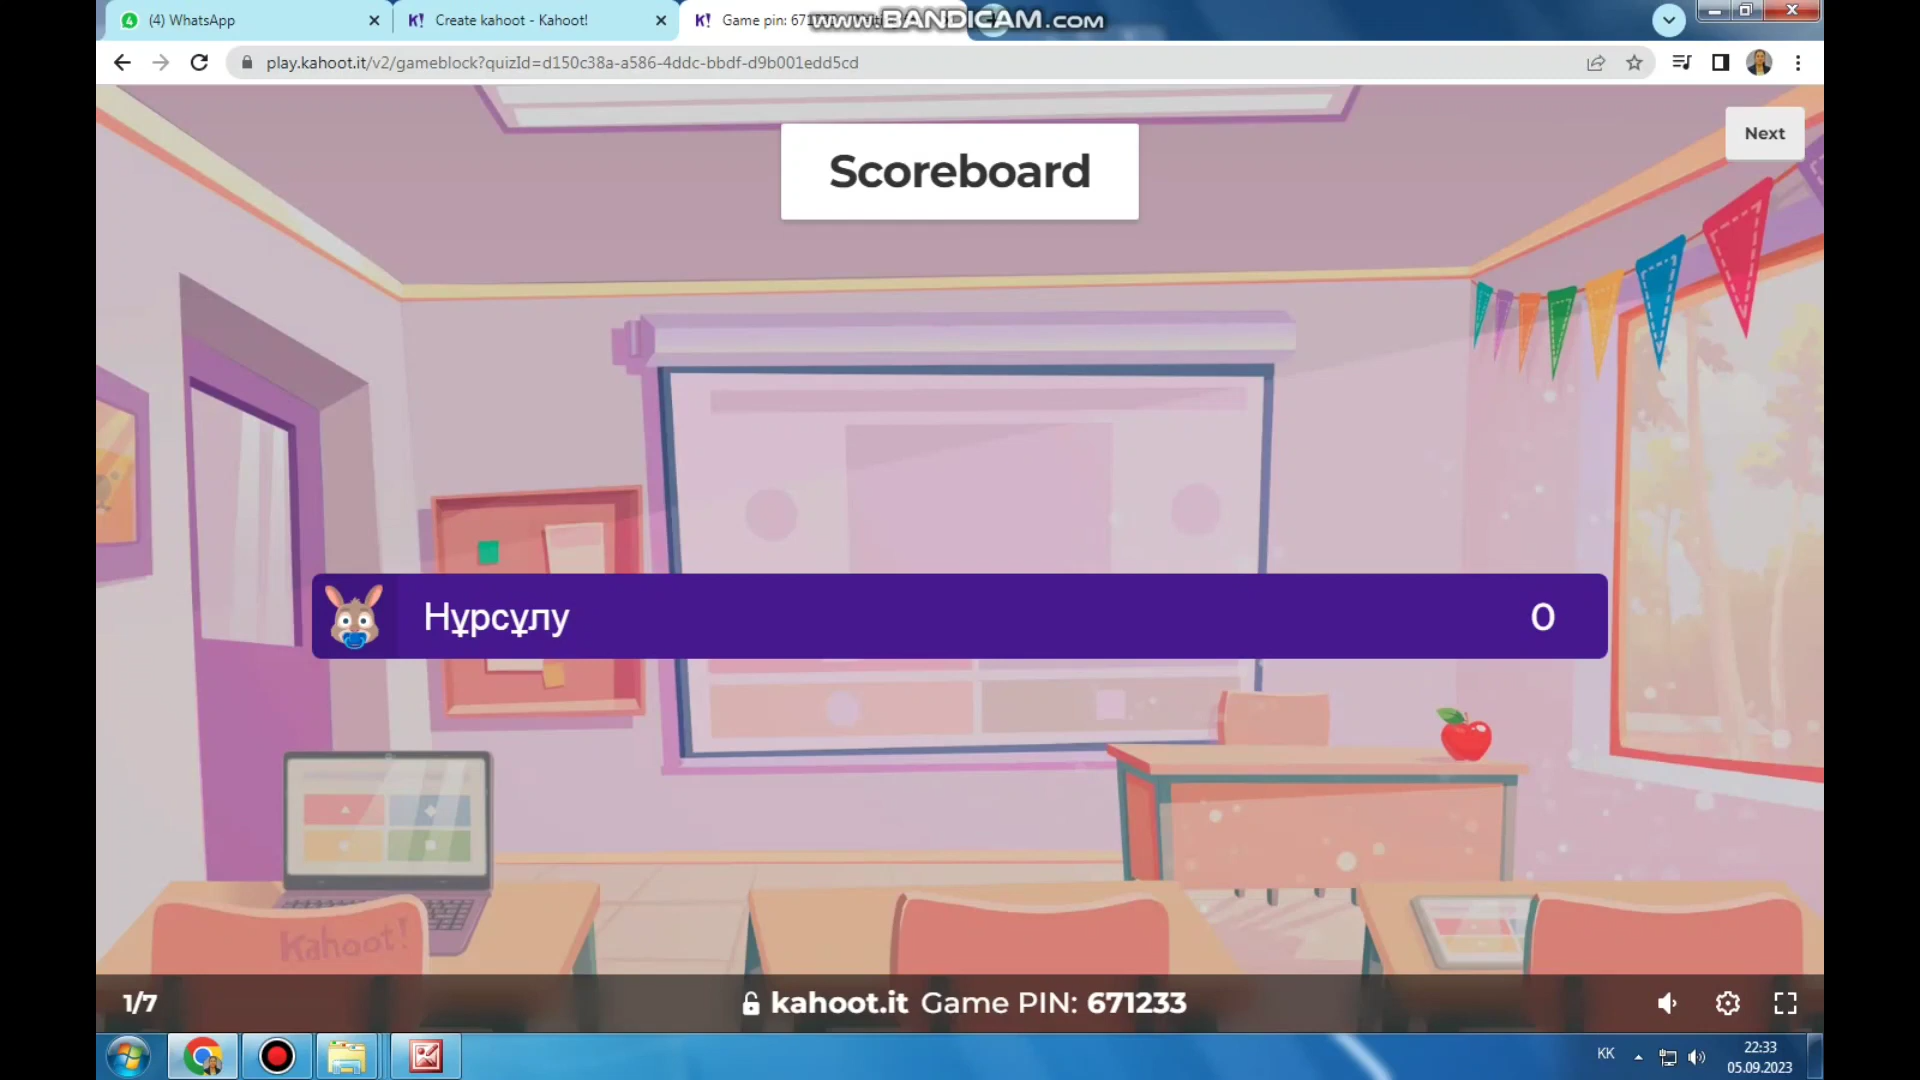 (4) WhatsApp
Create kahoot - Kahoot!
Game pin: 671
www.BANDICAM.com
play.kahoot.it/v2/gameblock?quizId=d150c38a-a586-4ddc-bbdf-d9b001edd5cd
Next
Scoreboard
Нұрсұлу 0
Kahoot!
1/7
kahoot.it Game PIN: 671233
KK
22:33
05.09.2023